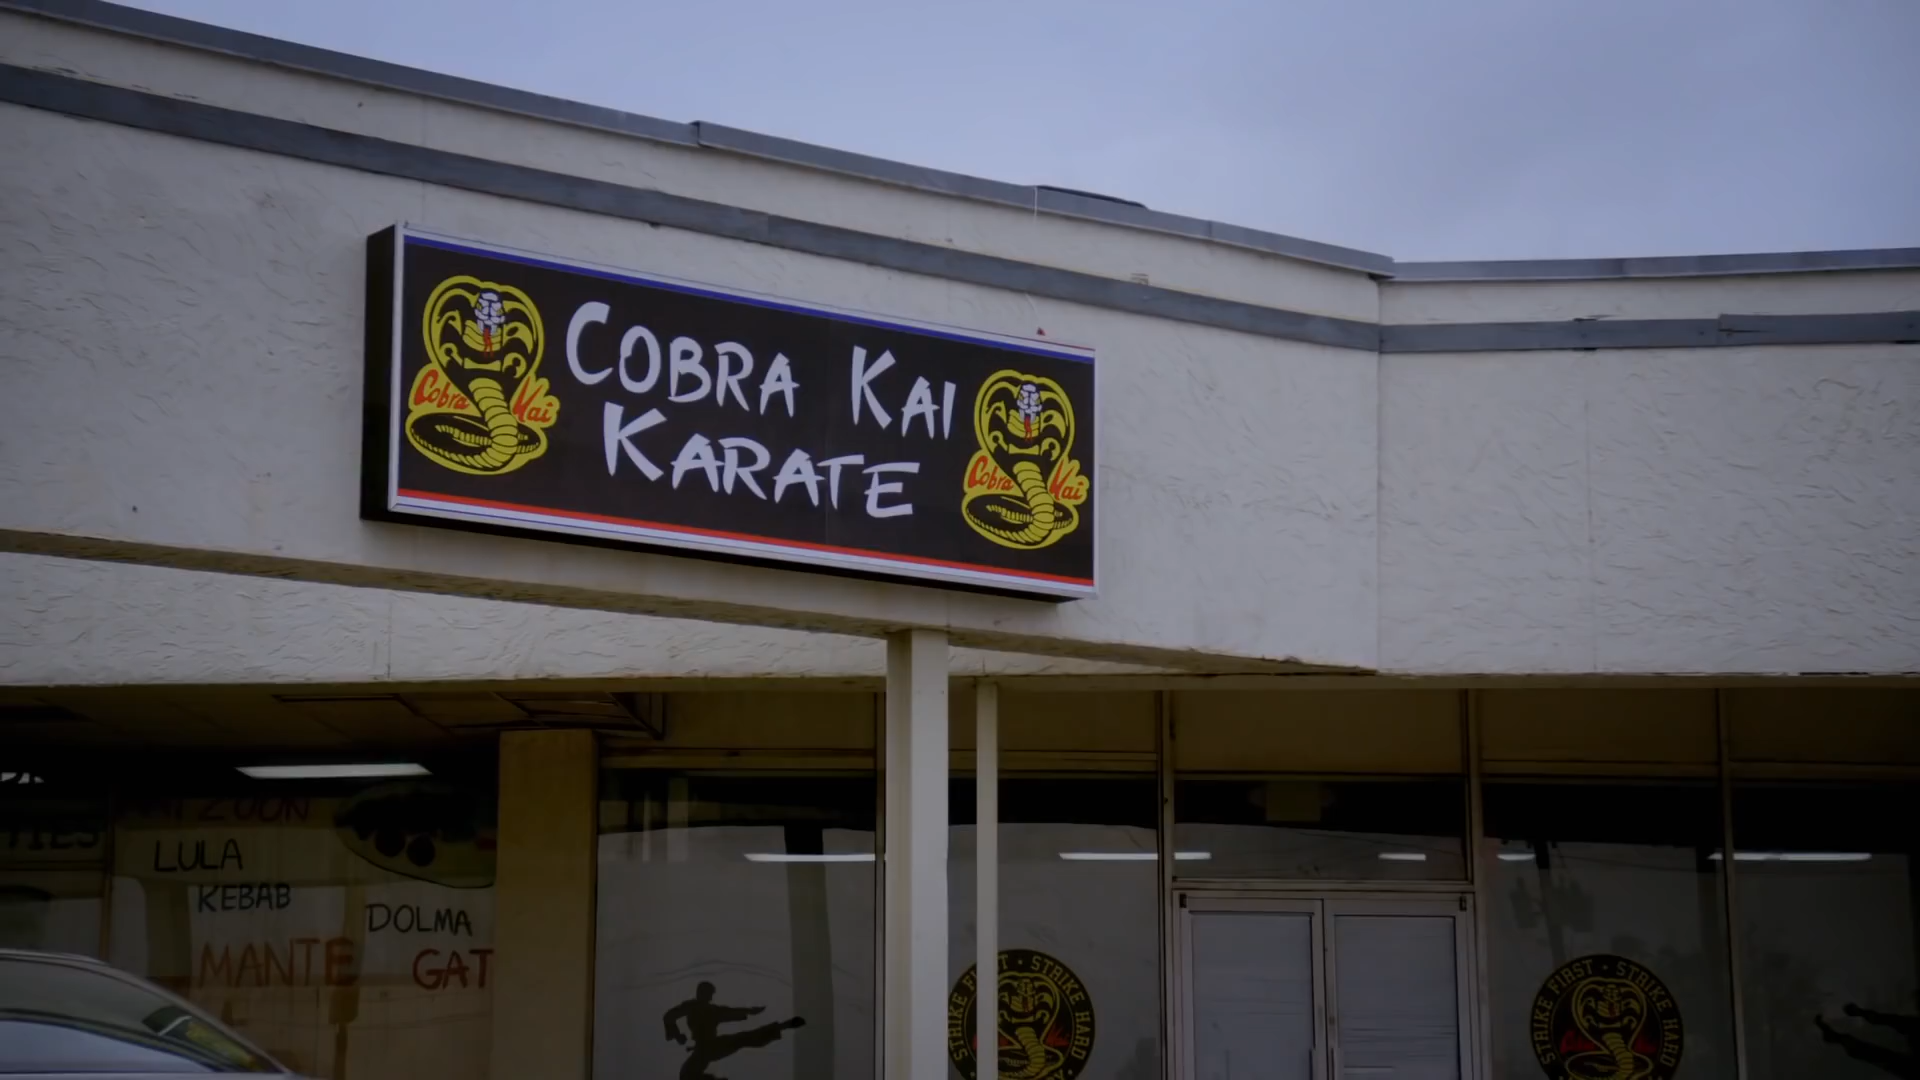 Cobra Kai
COBRA KAI
KARATE
Cobra Kai
TIES
LULA
KEBAB
DOLMA
MANTE
GAT
STRIKE FIRST • STRIKE HARD
Kai
STRIKE FIRST • STRIKE HARD